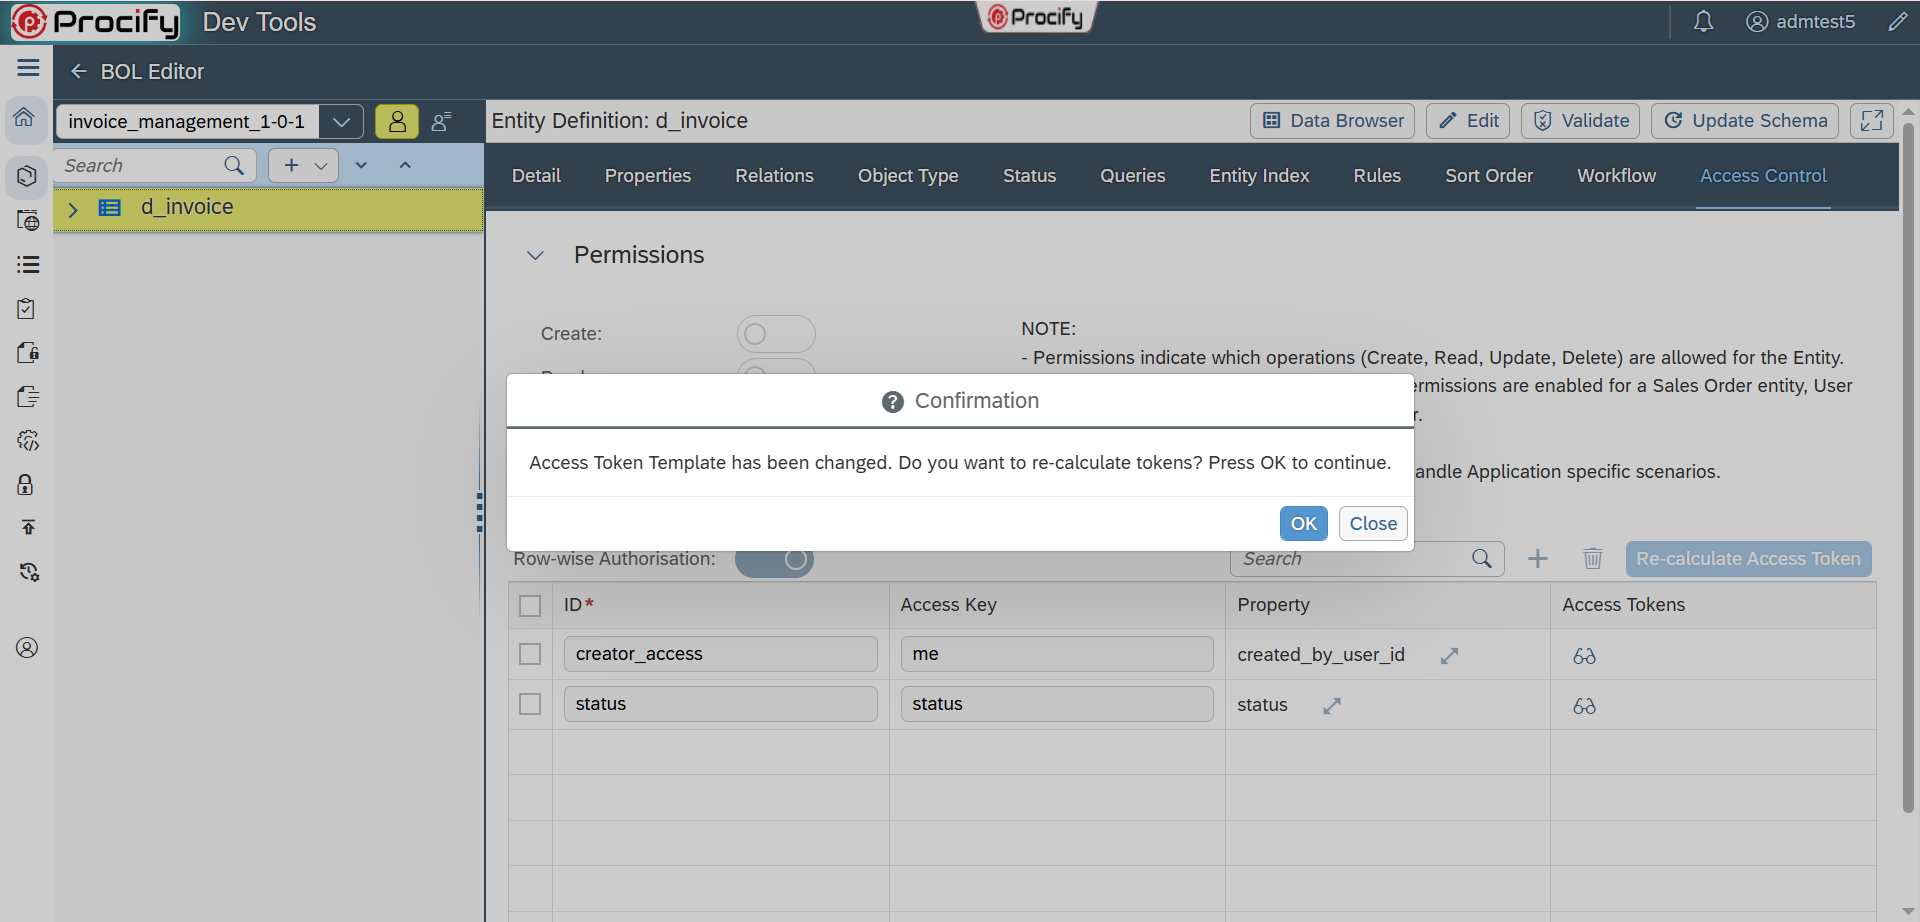 Procify Dev Tools
Procify
admtest5
BOL Editor
invoice_management_1-0-1
Entity Definition: d_invoice
Data Browser
Edit
Validate
Update Schema
Search
d_invoice
Detail
Properties
Relations
Object Type
Status
Queries
Entity Index
Rules
Sort Order
Workflow
Access Control
Permissions
Create:
NOTE:
- Permissions indicate which operations (Create, Read, Update, Delete) are allowed for the Entity.
ermissions are enabled for a Sales Order entity, User
r.
andle Application specific scenarios.
Confirmation
Access Token Template has been changed. Do you want to re-calculate tokens? Press OK to continue.
OK
Close
Row-wise Authorisation:
Search
Re-calculate Access Token
ID*
Access Key
Property
Access Tokens
creator_access
me
created_by_user_id
status
status
status